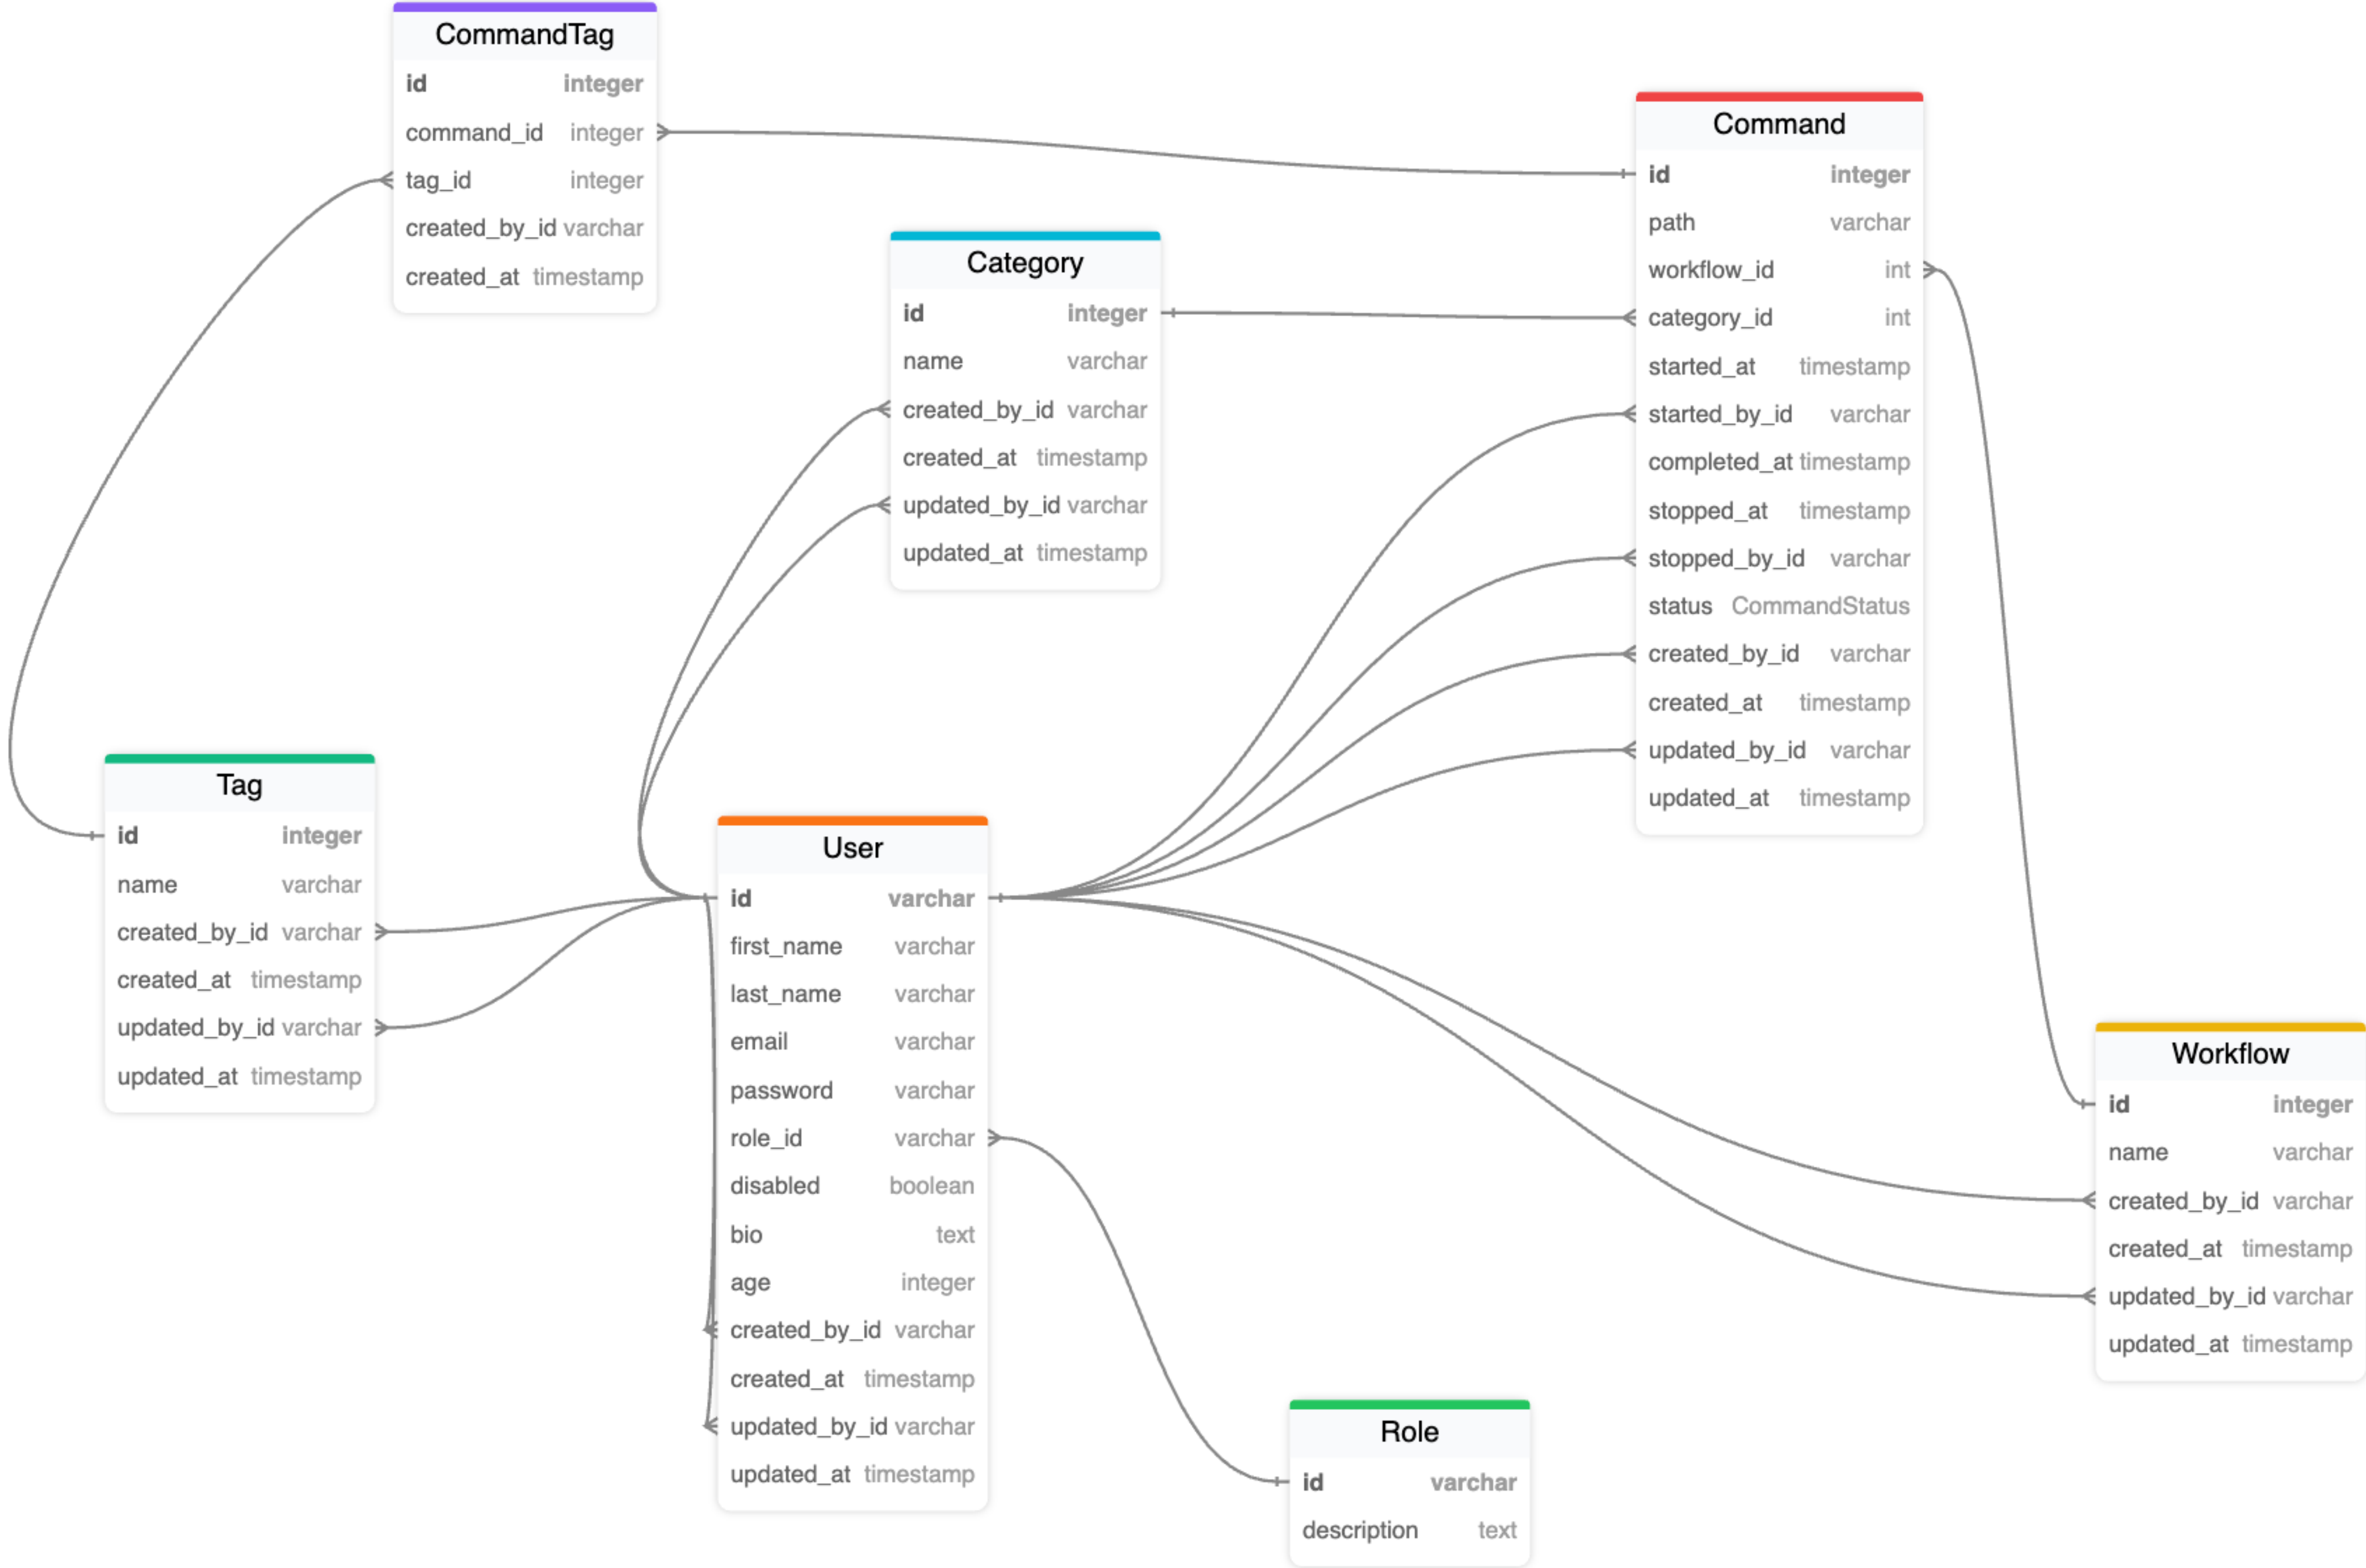 CommandTag
id integer
command_id integer
tag_id integer
created_by_id varchar
created_at timestamp
Command
id integer
path varchar
workflow_id int
category_id int
started_at timestamp
started_by_id varchar
completed_at timestamp
stopped_at timestamp
stopped_by_id varchar
status CommandStatus
created_by_id varchar
created_at timestamp
updated_by_id varchar
updated_at timestamp
Category
id integer
name varchar
created_by_id varchar
created_at timestamp
updated_by_id varchar
updated_at timestamp
Tag
id integer
name varchar
created_by_id varchar
created_at timestamp
updated_by_id varchar
updated_at timestamp
User
id varchar
first_name varchar
last_name varchar
email varchar
password varchar
role_id varchar
disabled boolean
bio text
age integer
created_by_id varchar
created_at timestamp
updated_by_id varchar
updated_at timestamp
Workflow
id integer
name varchar
created_by_id varchar
created_at timestamp
updated_by_id varchar
updated_at timestamp
Role
id varchar
description text